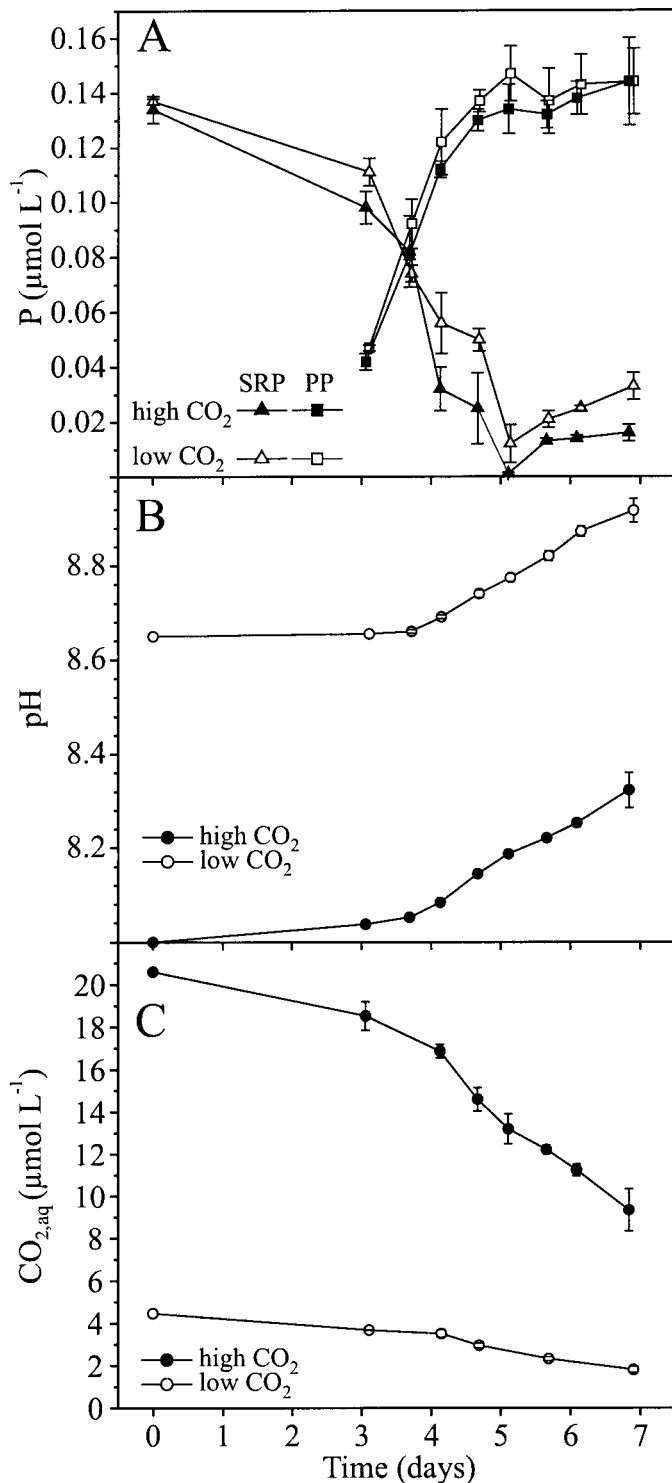 A
0.16
0.14
0.12
0.10
0.08
0.06
0.04
0.02
P (μmol L⁻¹)
SRP PP
high CO₂
low CO₂
B
8.8
8.6
8.4
8.2
pH
high CO₂
low CO₂
C
20
18
16
14
12
10
8
6
4
2
0
CO₂,aq (μmol L⁻¹)
high CO₂
low CO₂
0 1 2 3 4 5 6 7
Time (days)